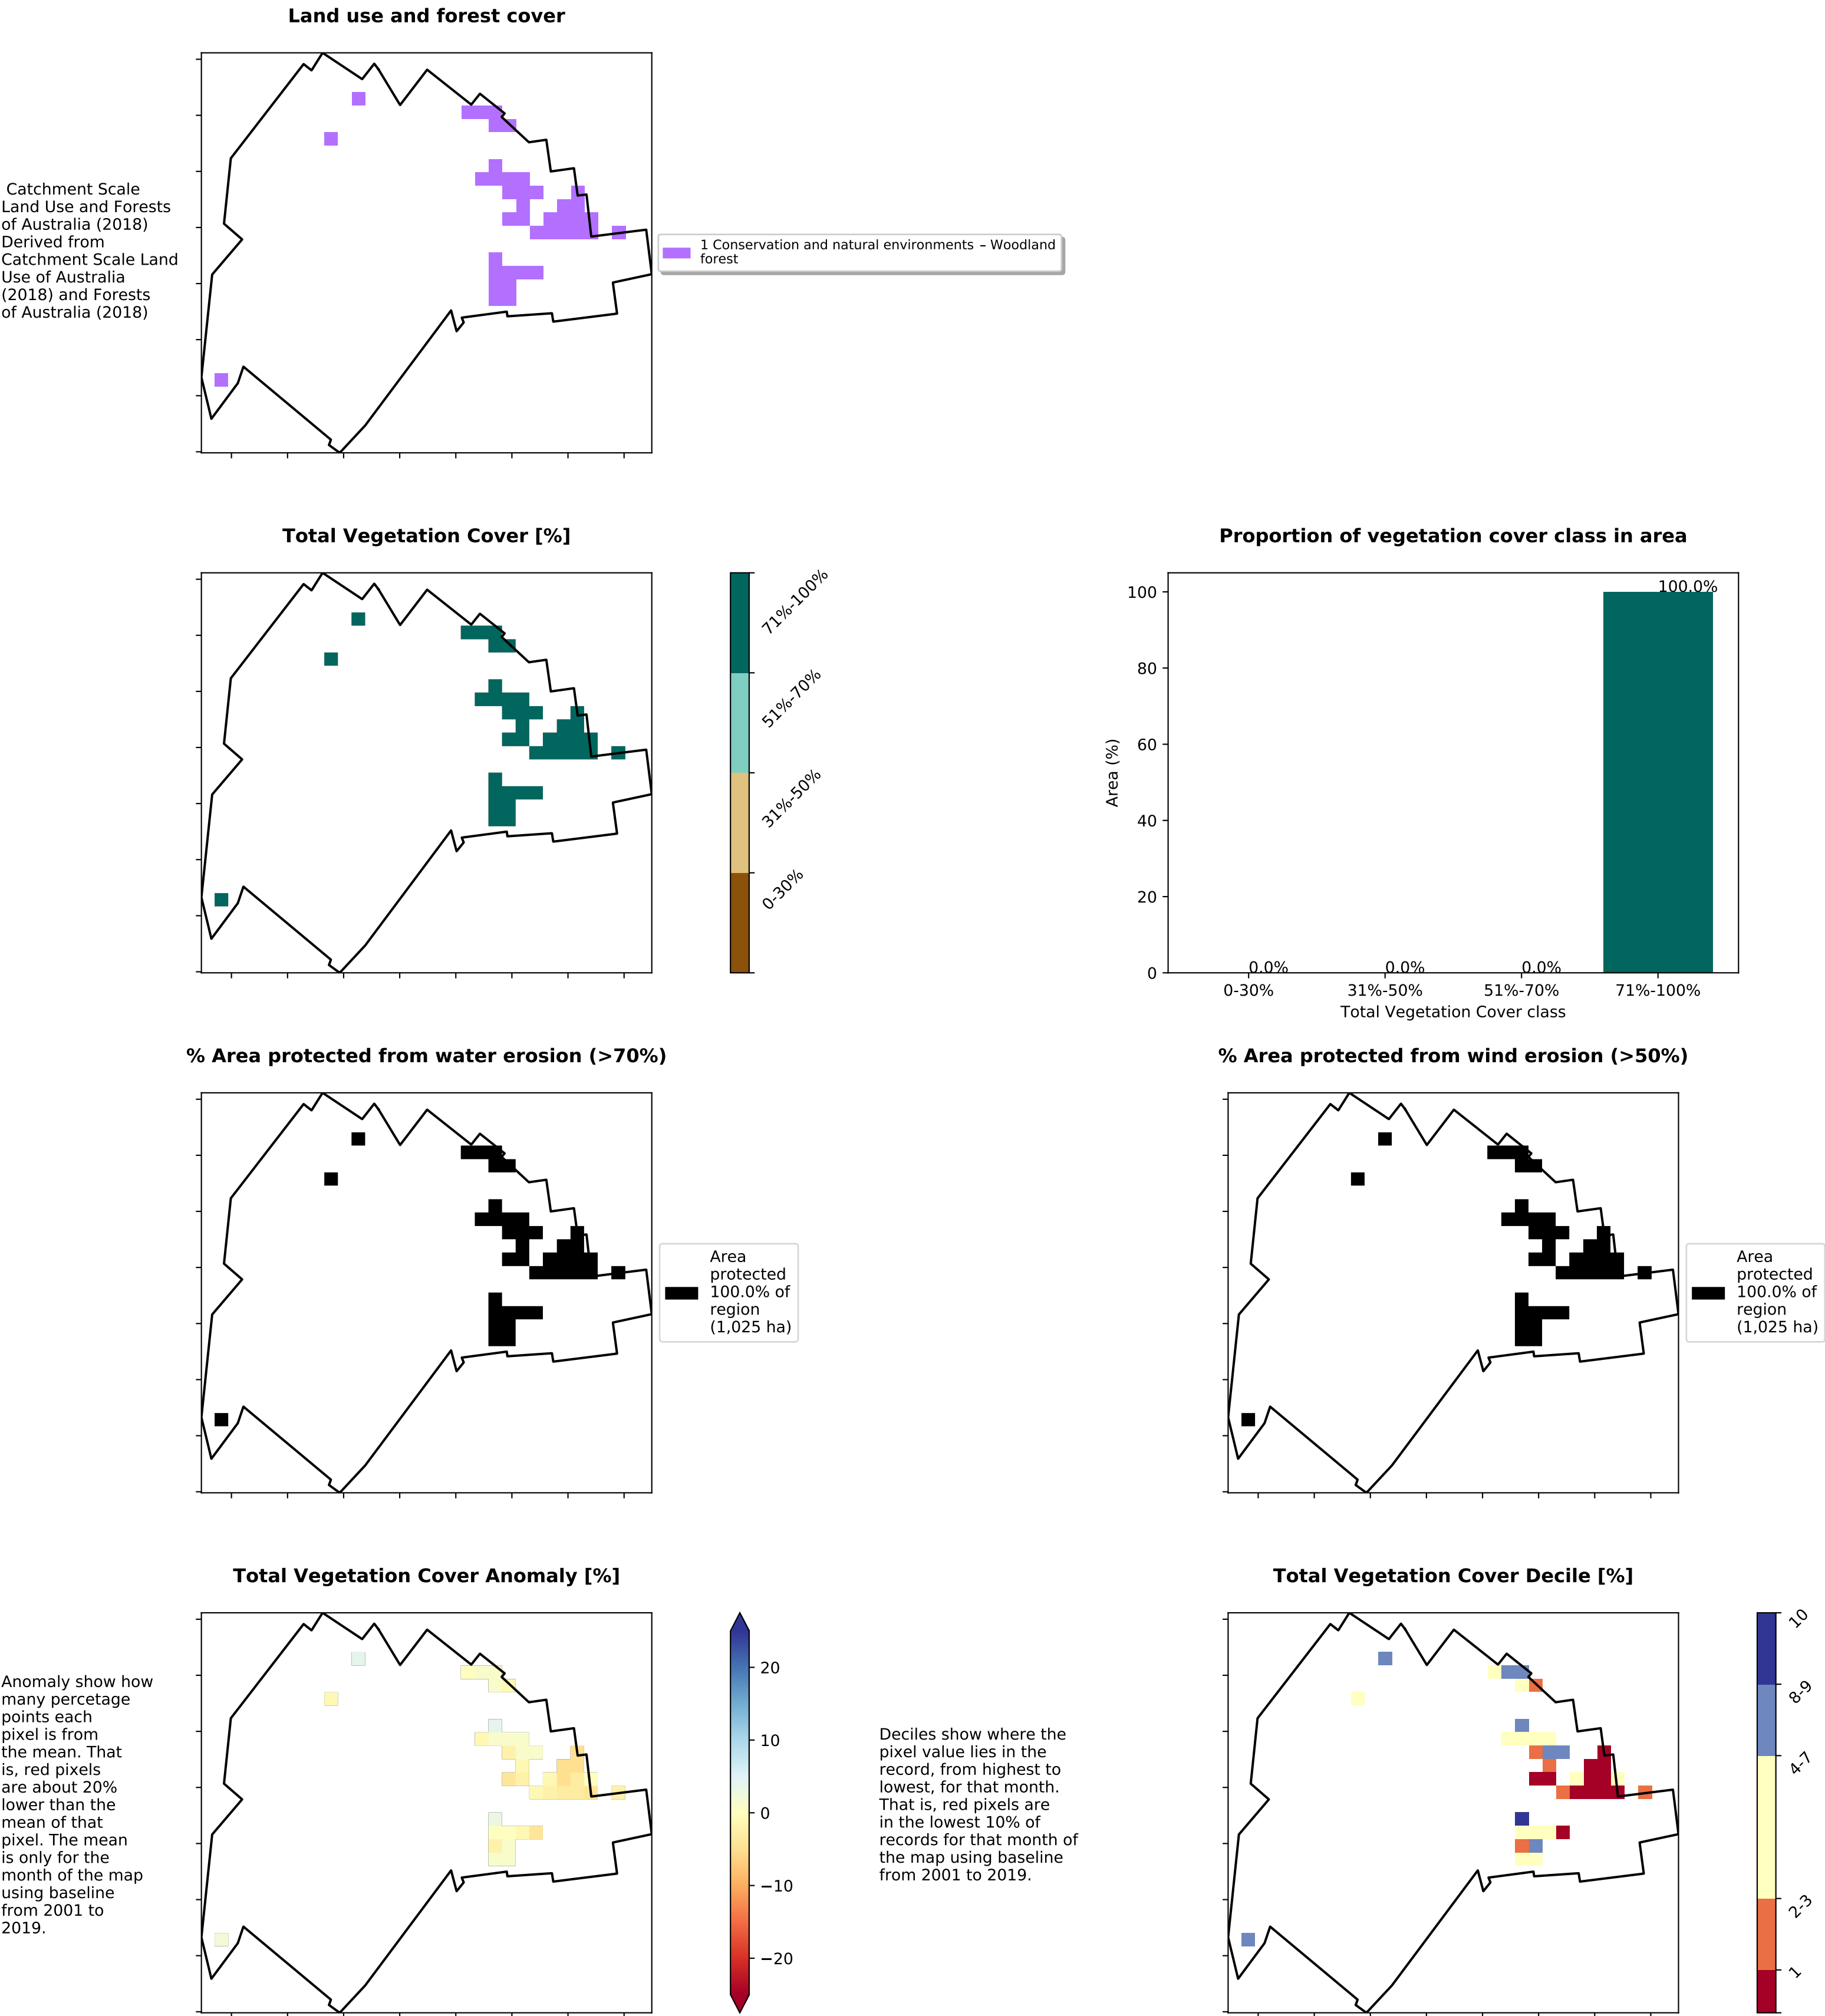 Land use and forest cover
Catchment Scale
Land Use and Forests
of Australia (2018)
Derived from
Catchment Scale Land
Use of Australia
(2018) and Forests
of Australia (2018)
1 Conservation and natural environments – Woodland
forest
Total Vegetation Cover [%]
71%-100%
51%-70%
31%-50%
0-30%
Proportion of vegetation cover class in area
100.0%
100
80
60
40
20
0
Area (%)
0.0%
0.0%
0.0%
0-30%
31%-50%
51%-70%
71%-100%
Total Vegetation Cover class
% Area protected from water erosion (>70%)
Area
protected
100.0% of
region
(1,025 ha)
% Area protected from wind erosion (>50%)
Area
protected
100.0% of
region
(1,025 ha)
Total Vegetation Cover Anomaly [%]
Anomaly show how
many percetage
points each
pixel is from
the mean. That
is, red pixels
are about 20%
lower than the
mean of that
pixel. The mean
is only for the
month of the map
using baseline
from 2001 to
2019.
20
10
0
−10
−20
Total Vegetation Cover Decile [%]
Deciles show where the
pixel value lies in the
record, from highest to
lowest, for that month.
That is, red pixels are
in the lowest 10% of
records for that month of
the map using baseline
from 2001 to 2019.
10
8-9
4-7
2-3
1